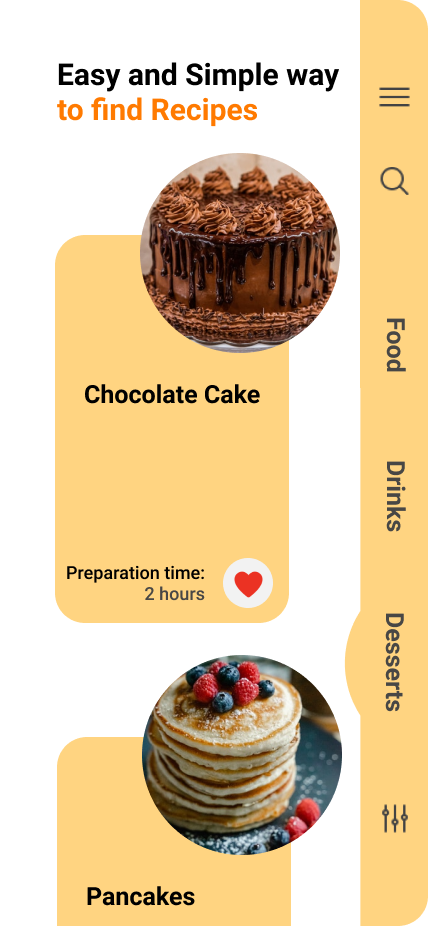 Easy and Simple way
to find Recipes
Chocolate Cake
Preparation time:
2 hours
Pancakes
Food
Drinks
Desserts